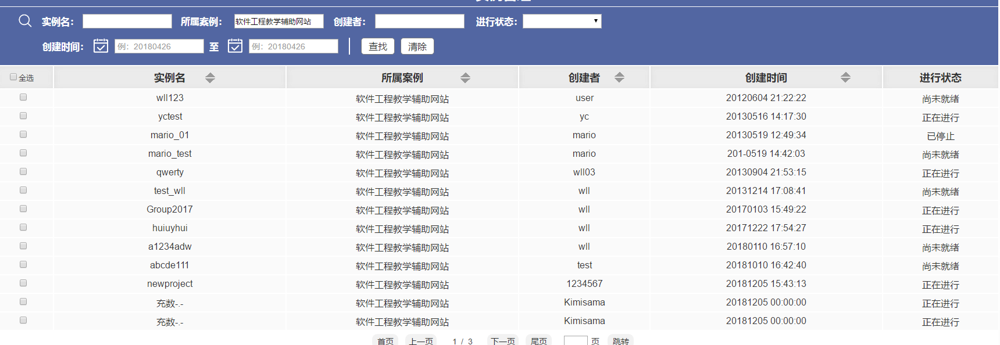 实例名： 所属案例： 软件工程教学辅助网站 创建者： 进行状态：
创建时间： 例：20180426 至 例：20180426 查找 清除
全选 实例名 所属案例 创建者 创建时间 进行状态
wll123 软件工程教学辅助网站 user 20120604 21:22:22 尚未就绪
yctest 软件工程教学辅助网站 yc 20130516 14:17:30 正在进行
mario_01 软件工程教学辅助网站 mario 20130519 12:49:34 已停止
mario_test 软件工程教学辅助网站 mario 201-0519 14:42:03 尚未就绪
qwerty 软件工程教学辅助网站 wll03 20130904 21:53:15 正在进行
test_wll 软件工程教学辅助网站 wll 20131214 17:08:41 尚未就绪
Group2017 软件工程教学辅助网站 wll 20170103 15:49:22 正在进行
huiuyhui 软件工程教学辅助网站 wll 20171222 17:54:27 正在进行
a1234adw 软件工程教学辅助网站 wll 20180110 16:57:10 尚未就绪
abcde111 软件工程教学辅助网站 test 20181010 16:42:40 尚未就绪
newproject 软件工程教学辅助网站 1234567 20181205 15:43:13 正在进行
充数-.- 软件工程教学辅助网站 Kimisama 20181205 00:00:00 正在进行
充数-.- 软件工程教学辅助网站 Kimisama 20181205 00:00:00 正在进行
首页 上一页 1 / 3 下一页 尾页 页 跳转